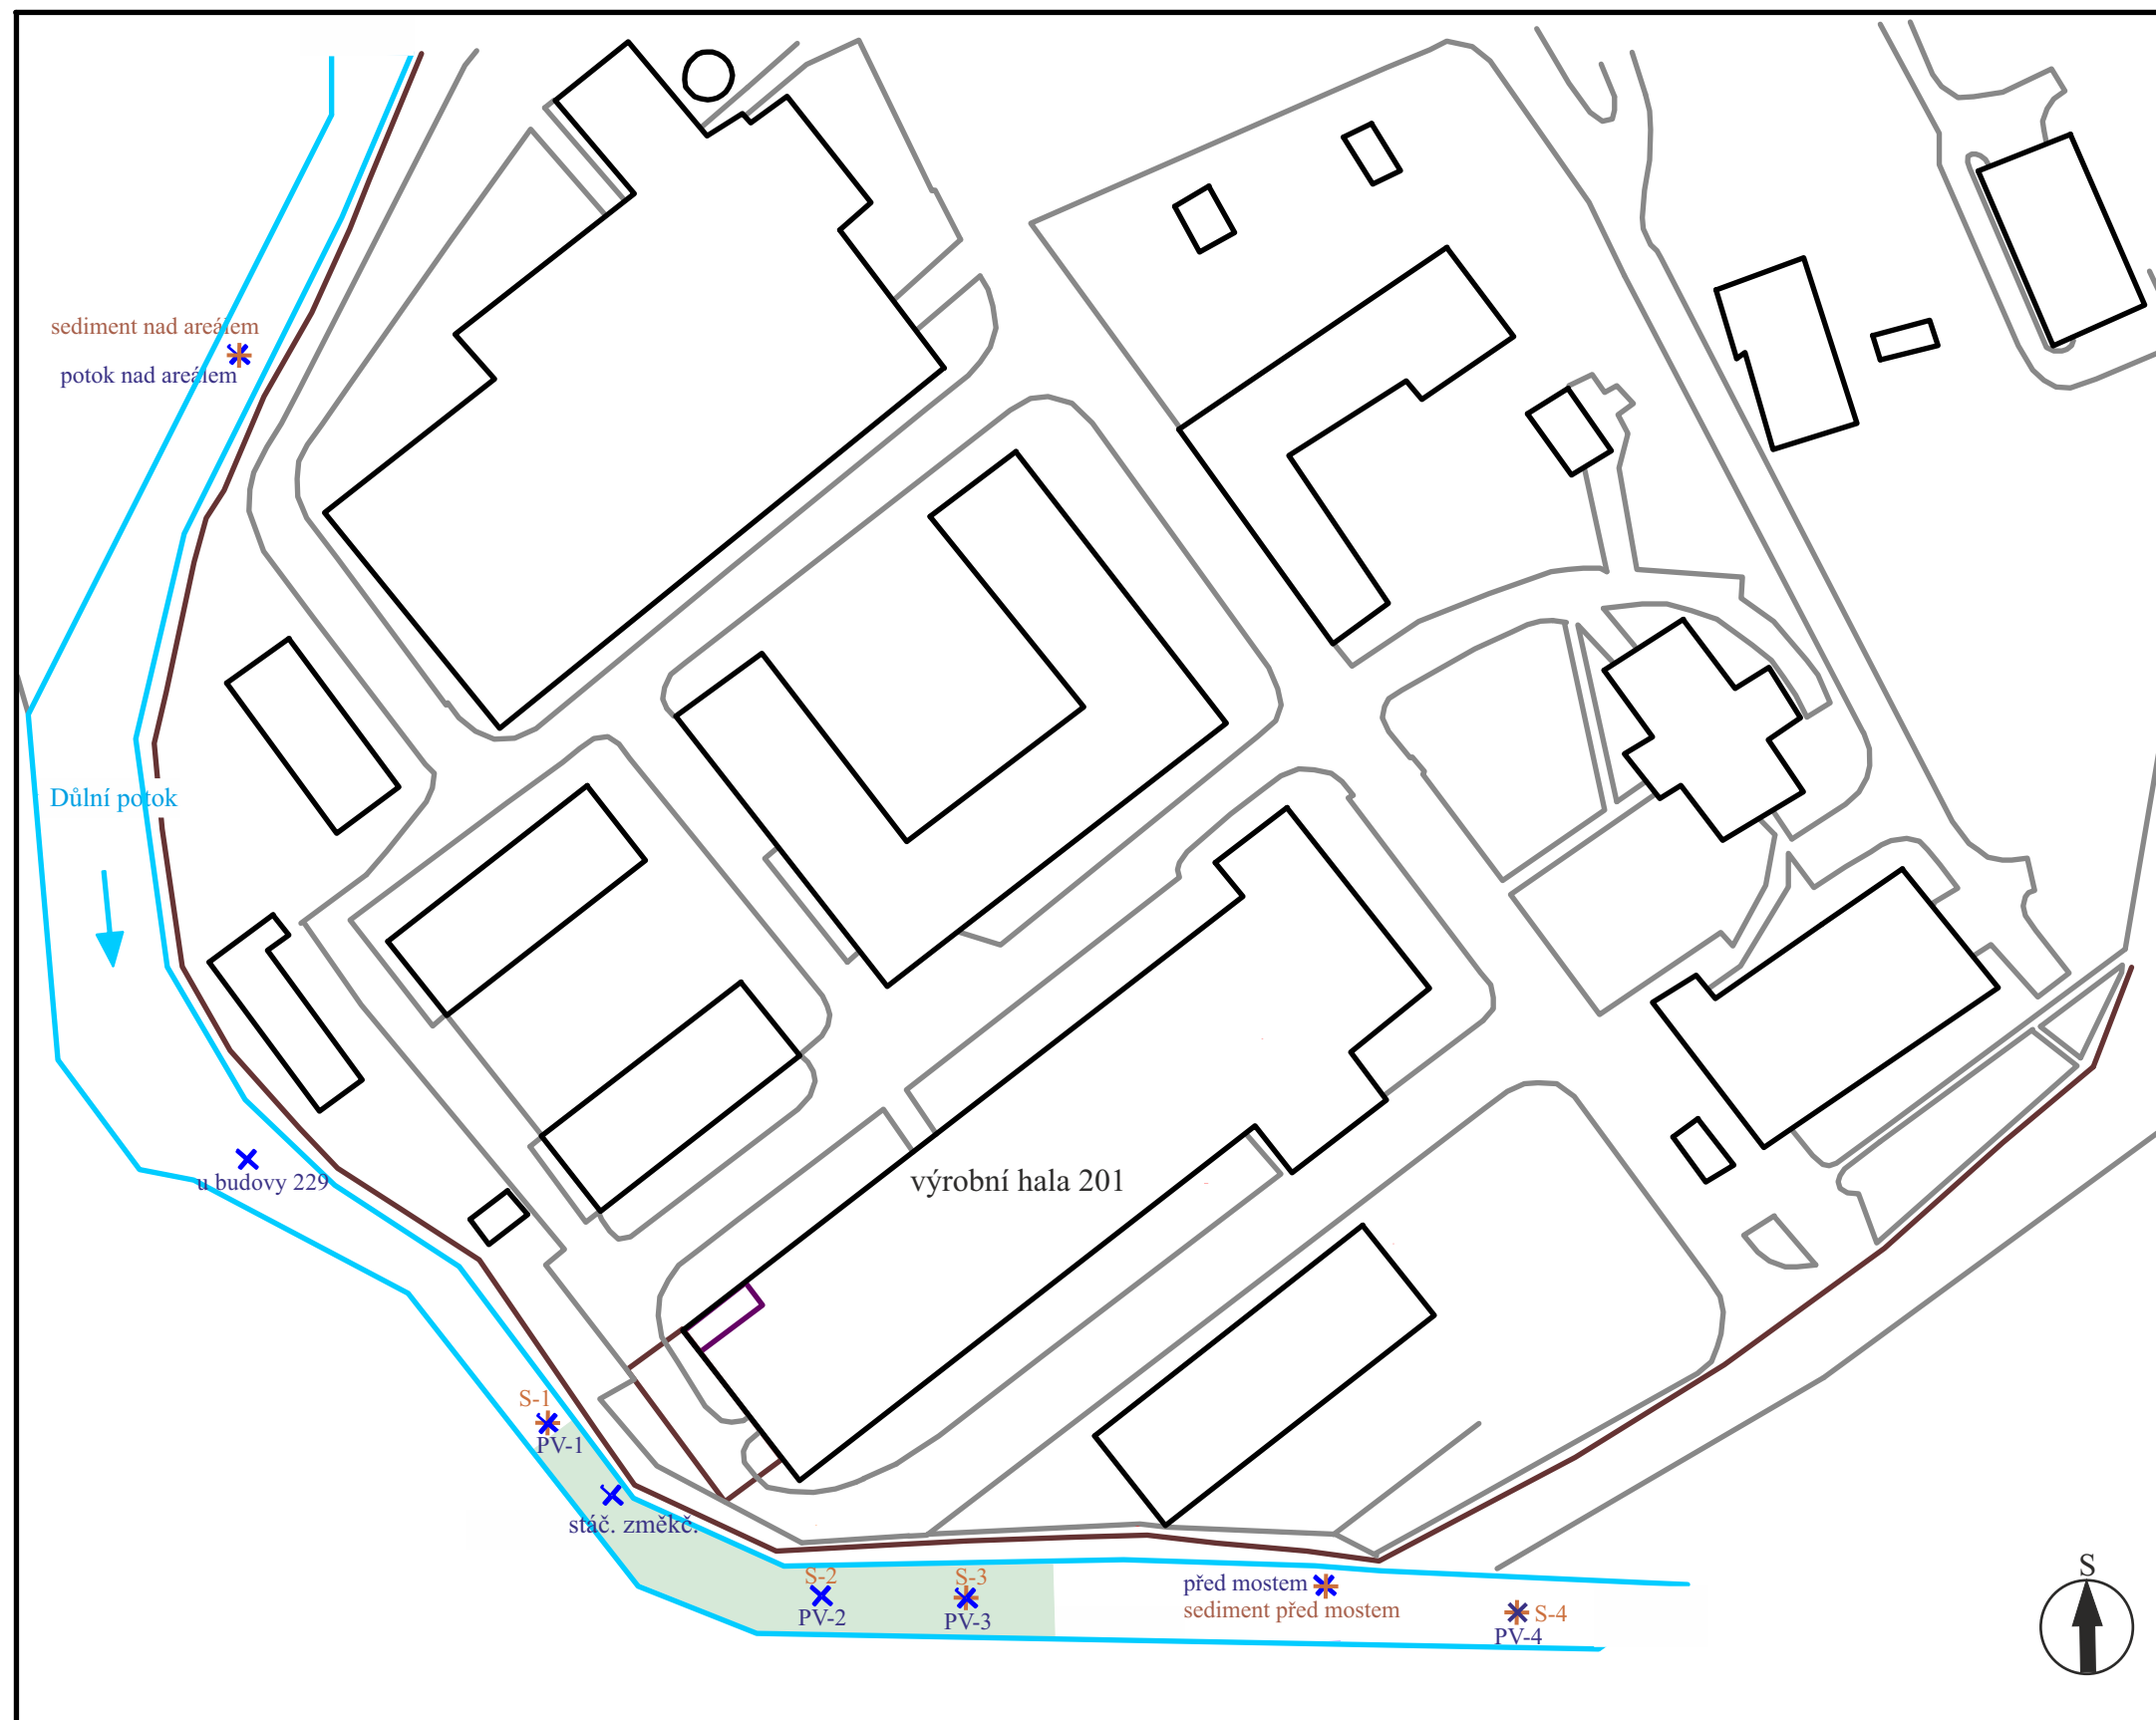 sediment nad areálem
potok nad areálem
Důlní potok
u budovy 229
výrobní hala 201
S-1
PV-1
stáč. změkč.
S-2
PV-2
S-3
PV-3
před mostem
sediment před mostem
S-4
PV-4
S